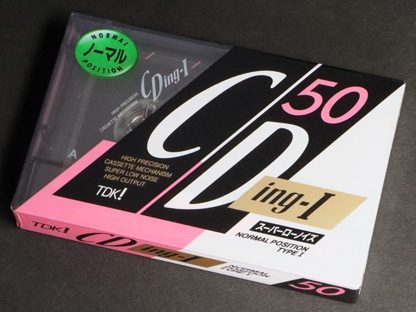 NORMAL
ノーマル
POSITION
CDing-I
HIGH PRECISION
CASSETTE MECHANISM
A
50
CD
ing-I
HIGH PRECISION
CASSETTE MECHANISM
SUPER LOW NOISE
HIGH OUTPUT
TDK!
スーパーローノイズ
NORMAL POSITION
TYPE I
TDK!
CDing-I
50